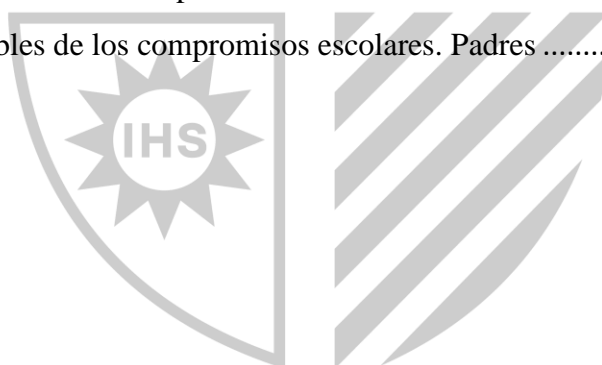 bles de los compromisos escolares. Padres ........
IHS